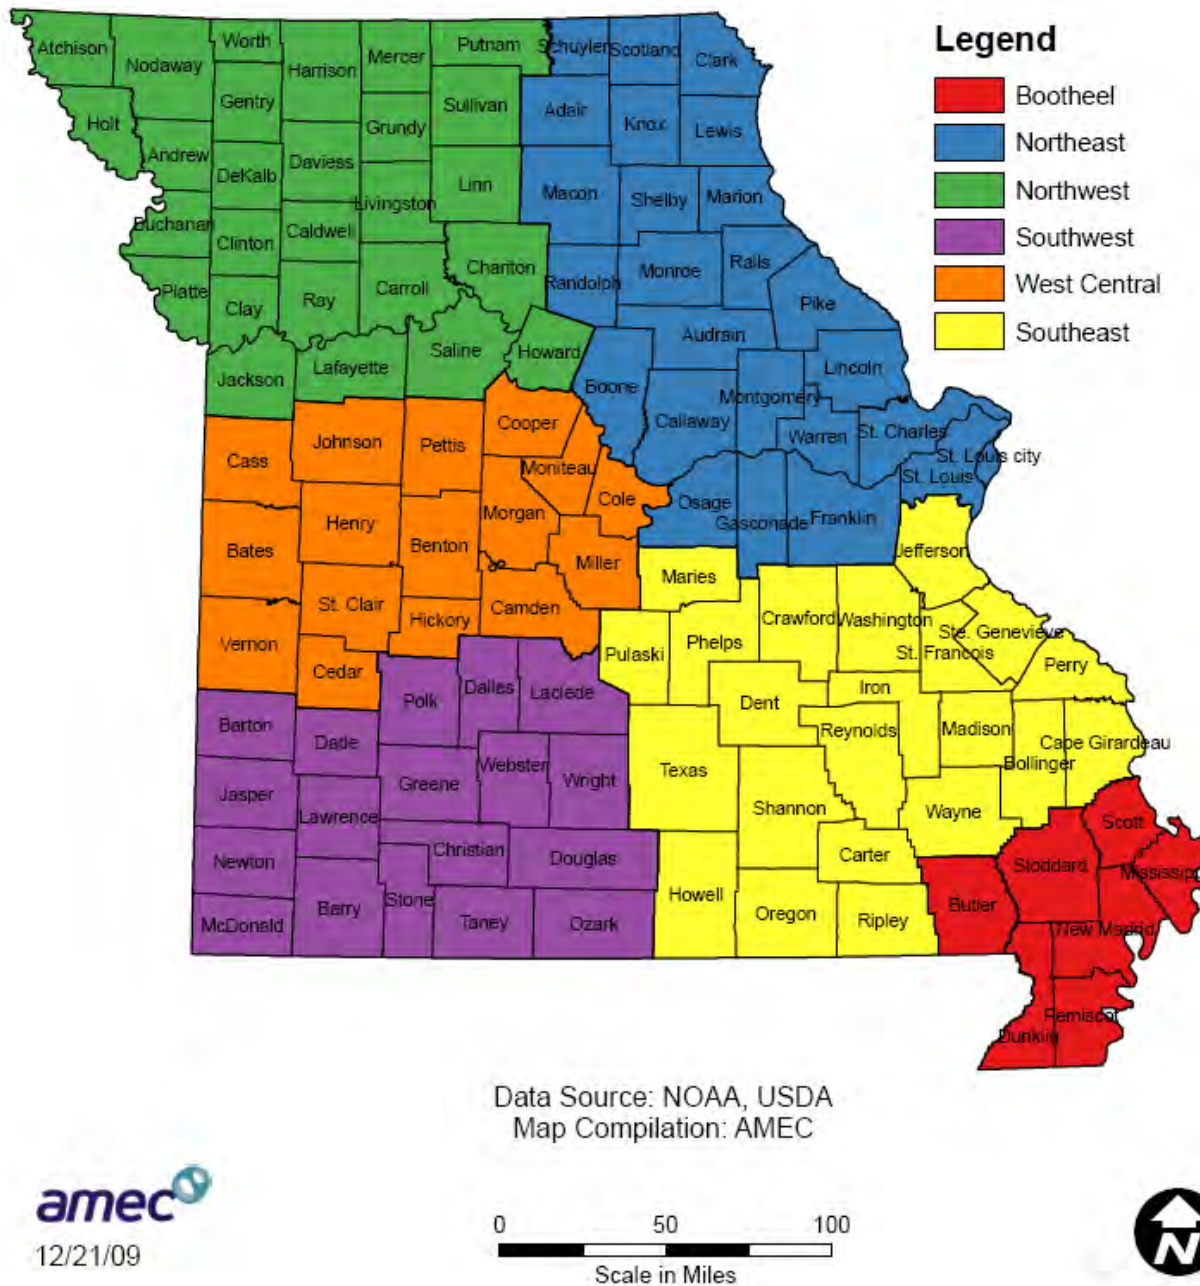 Legend
Bootheel
Northeast
Northwest
Southwest
West Central
Southeast
Atchison
Nodaway
Worth
Harrison
Mercer
Putnam
Schuyler
Scotland
Clark
Holt
Gentry
Grundy
Sullivan
Adair
Knox
Lewis
Andrew
DeKalb
Daviess
Livingston
Linn
Macon
Shelby
Marion
Buchanan
Clinton
Caldwell
Chariton
Randolph
Monroe
Ralls
Platte
Clay
Ray
Carroll
Pike
Audrain
Jackson
Lafayette
Saline
Howard
Boone
Lincoln
Montgomery
Callaway
Warren
St. Charles
St. Louis city
St. Louis
Cass
Johnson
Pettis
Cooper
Moniteau
Cole
Osage
Gasconade
Franklin
Bates
Henry
Benton
Morgan
Miller
Jefferson
Maries
St. Clair
Hickory
Camden
Vernon
Cedar
Pulaski
Phelps
Crawford
Washington
Ste. Genevieve
St. Francois
Perry
Polk
Dallas
Laclede
Dent
Iron
Barton
Dade
Reynolds
Madison
Cape Girardeau
Bollinger
Jasper
Greene
Webster
Wright
Texas
Shannon
Wayne
Lawrence
Scott
Newton
Christian
Douglas
Carter
Stoddard
Mississipp
McDonald
Barry
Stone
Taney
Ozark
Howell
Oregon
Ripley
Butler
New Madrid
Dunklin
Pemiscot
Data Source: NOAA, USDA
Map Compilation: AMEC
amec
12/21/09
0 50 100
Scale in Miles
N